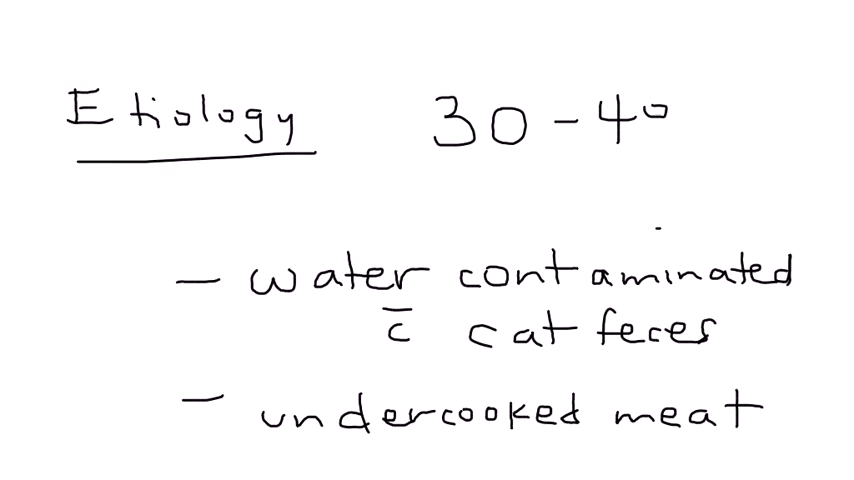 Etiology 30-40
- water contaminated
c̄ cat feces
- undercooked meat